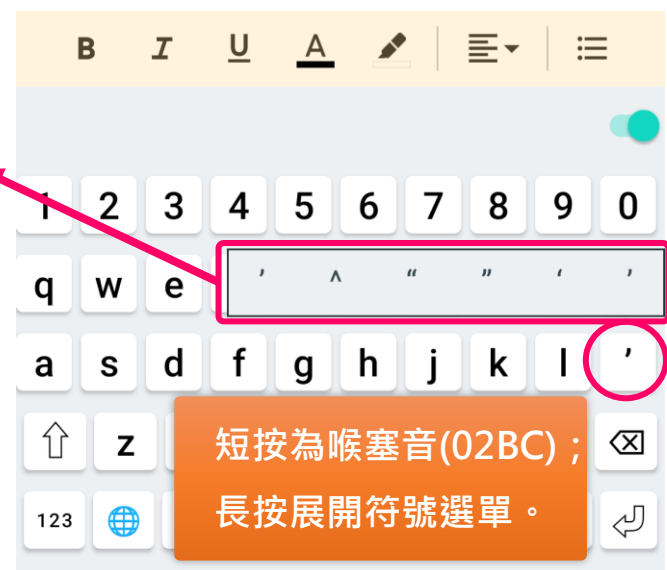 B I U A
1 2 3 4 5 6 7 8 9 0
q w e ʼ ^ “ ” ‘ ’
a s d f g h j k l ʼ
z
短按為喉塞音(02BC)；
長按展開符號選單。
123